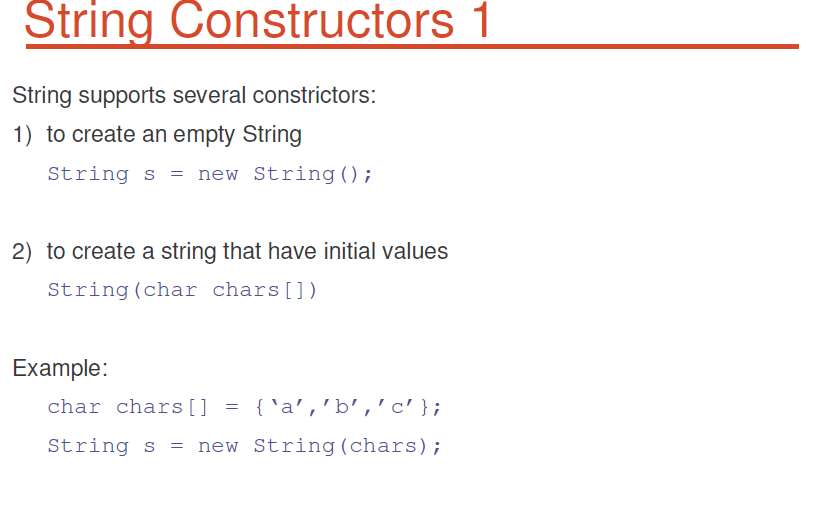 String Constructors 1
String supports several constrictors:
1) to create an empty String
String s = new String();
2) to create a string that have initial values
String(char chars[])
Example:
char chars[] = {‘a’,’b’,’c’};
String s = new String(chars);